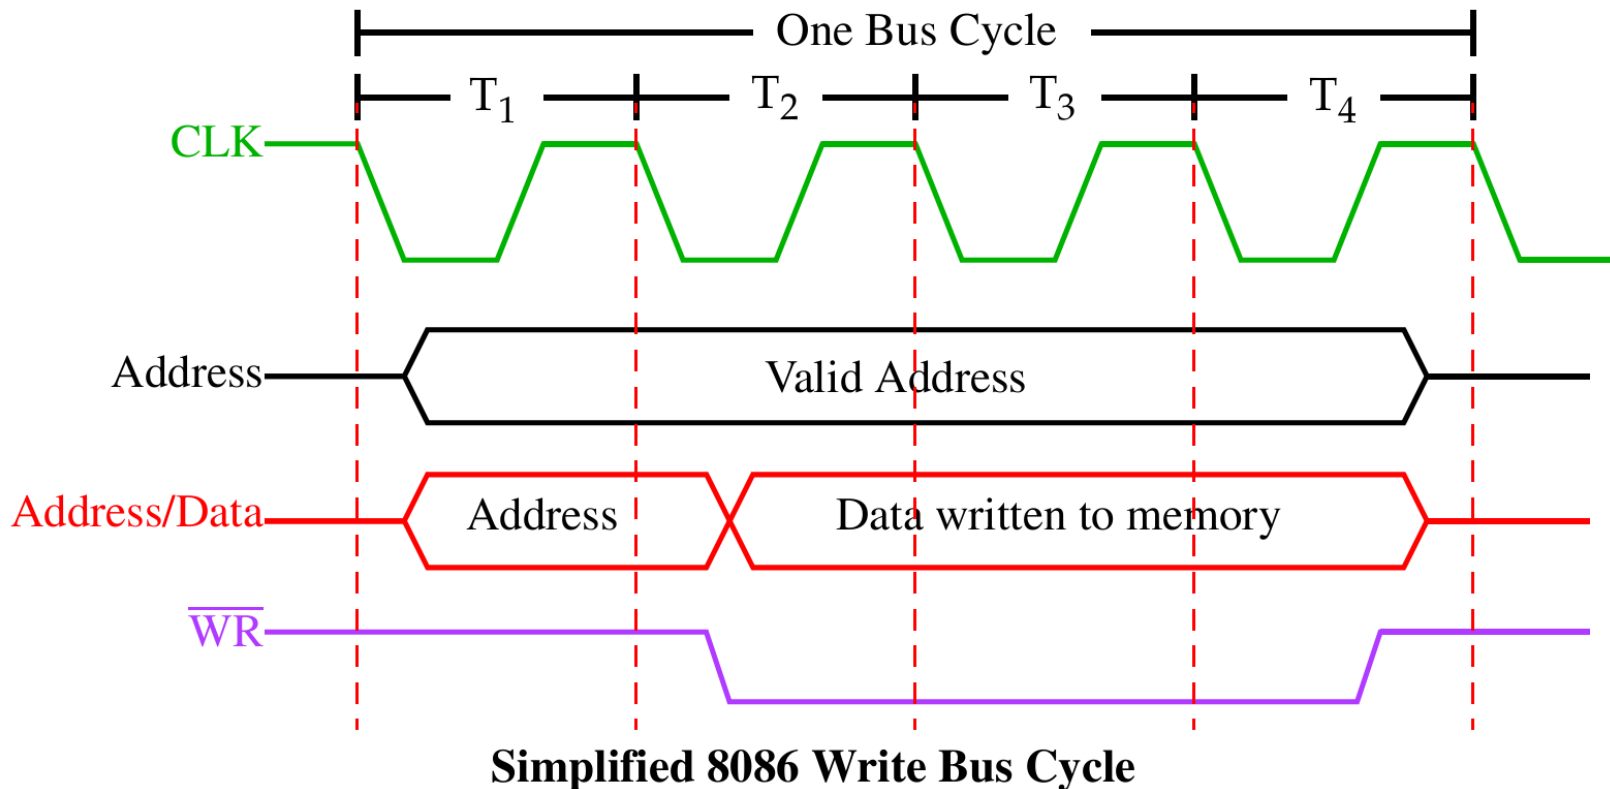 One Bus Cycle
T₁ T₂ T₃ T₄
CLK
Address Valid Address
Address/Data Address Data written to memory
W̅R̅
Simplified 8086 Write Bus Cycle